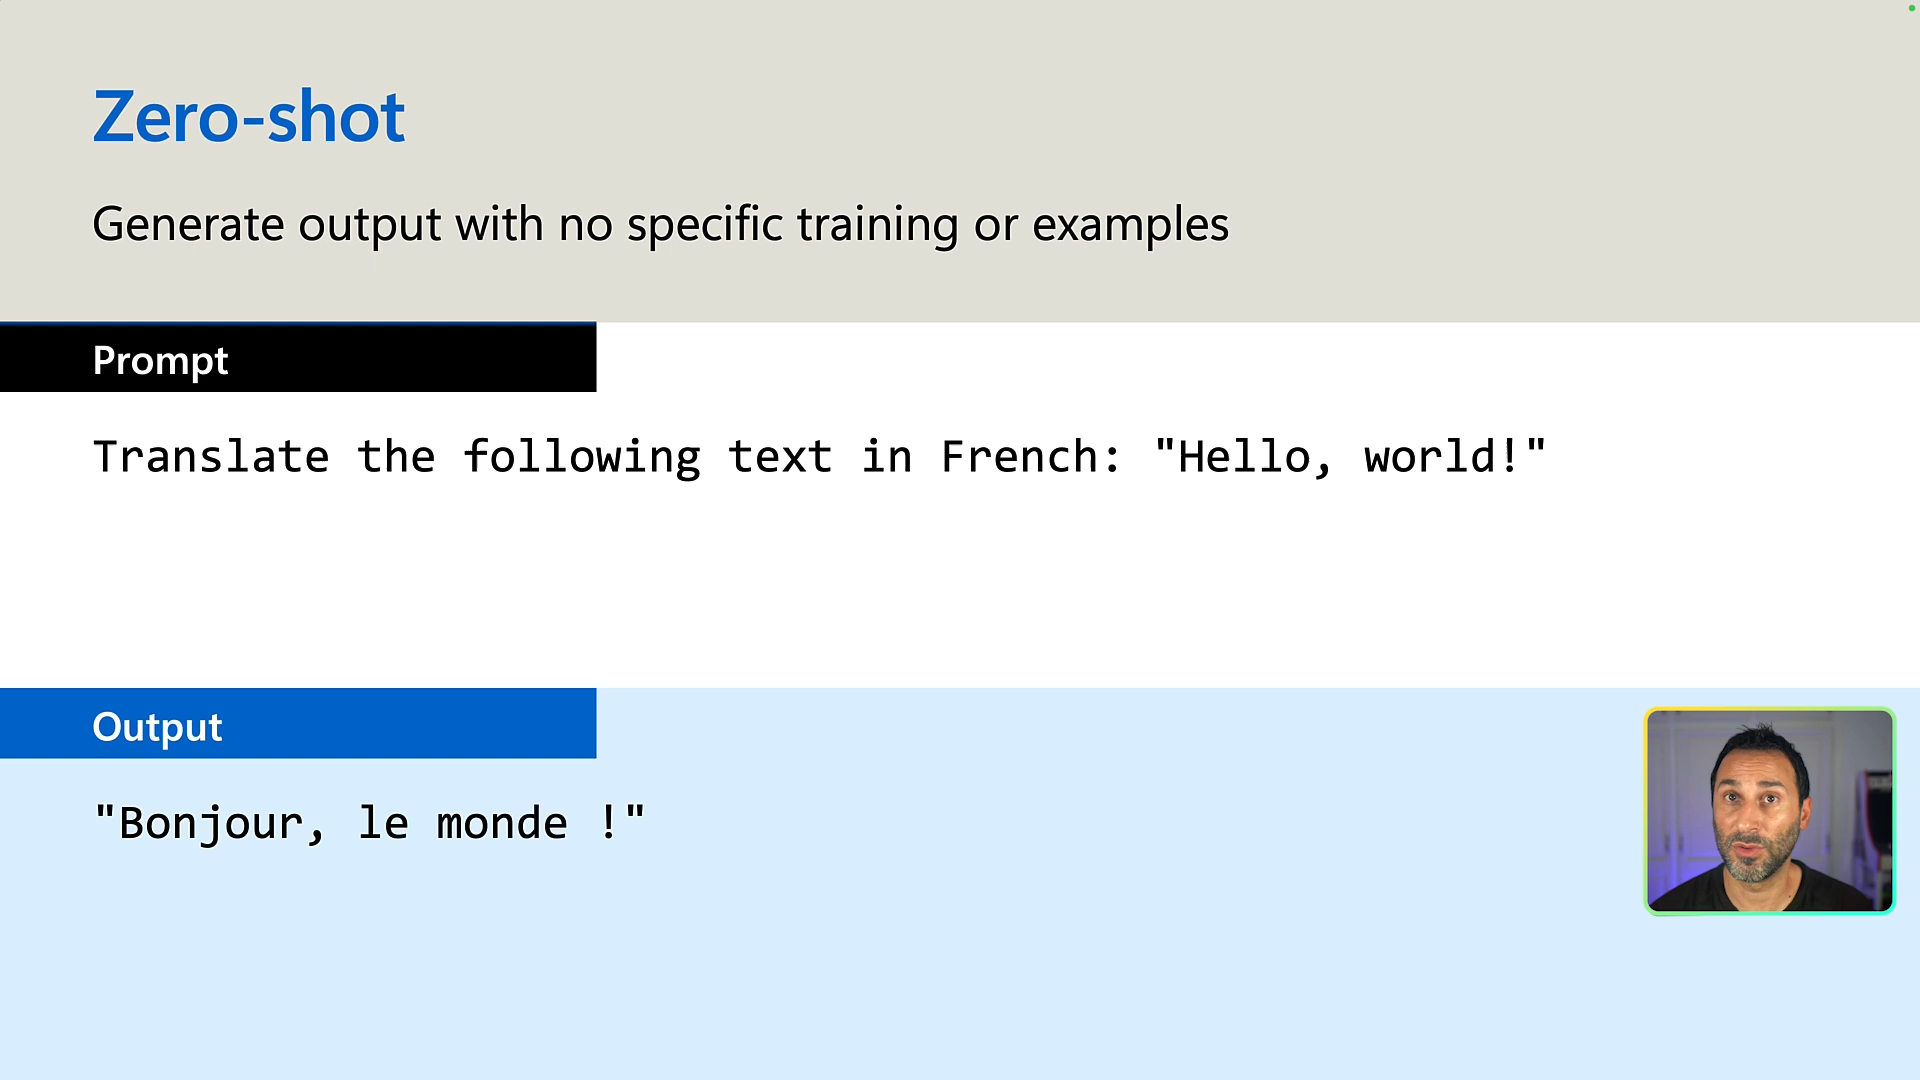 Zero-shot
Generate output with no specific training or examples
Prompt
Translate the following text in French: "Hello, world!"
Output
"Bonjour, le monde !"